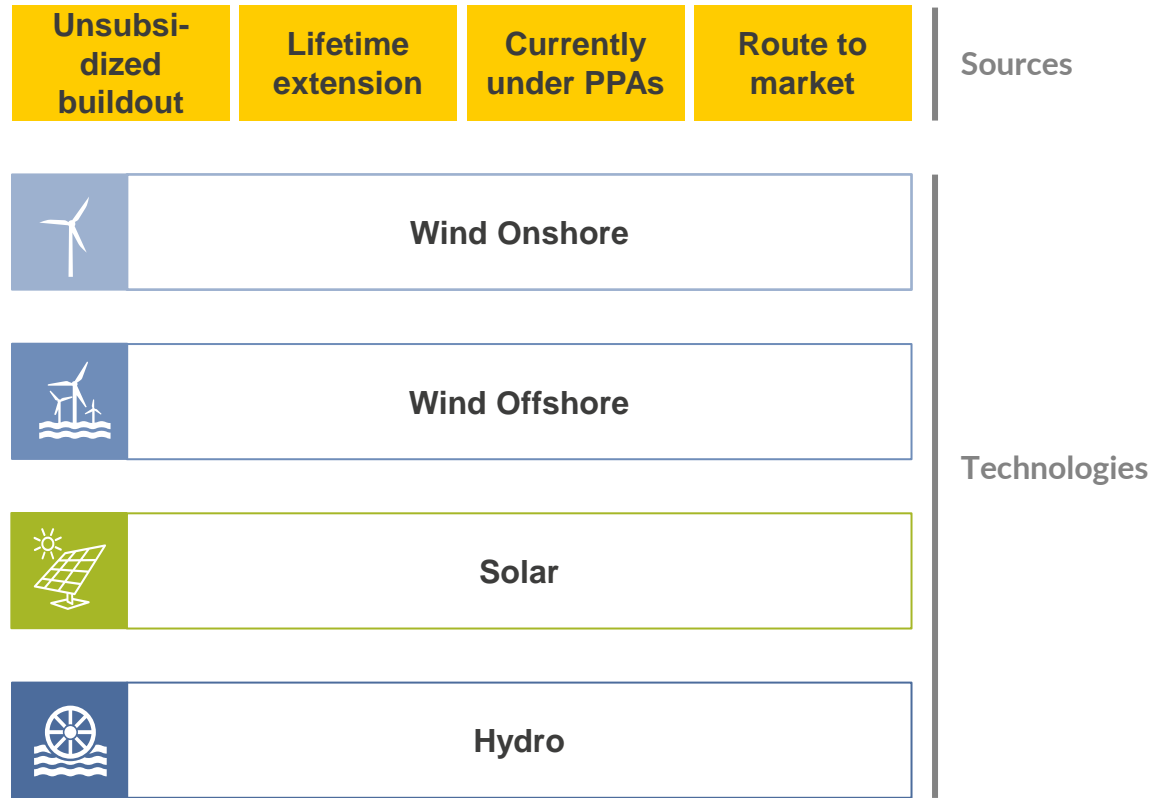 Unsubsi-
dized
buildout
Lifetime
extension
Currently
under PPAs
Route to
market
Sources
Wind Onshore
Wind Offshore
Technologies
Solar
Hydro